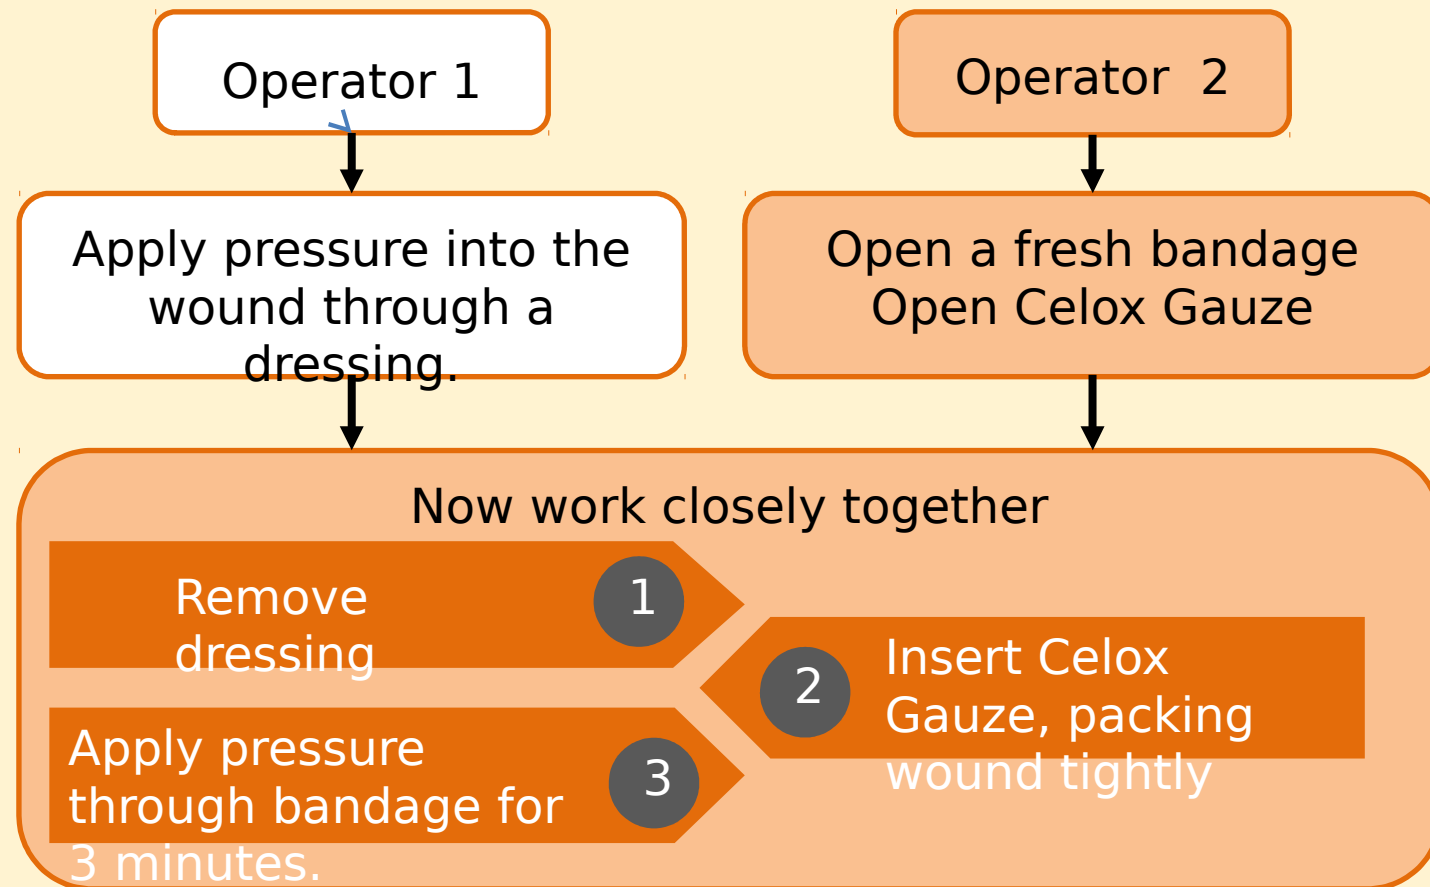 Operator 1
Operator  2
Apply pressure into the
wound through a
dressing.
Open a fresh bandage
Open Celox Gauze
Now work closely together
Remove
dressing
1
2
Insert Celox
Gauze, packing
wound tightly
Apply pressure
through bandage for
3 minutes.
3